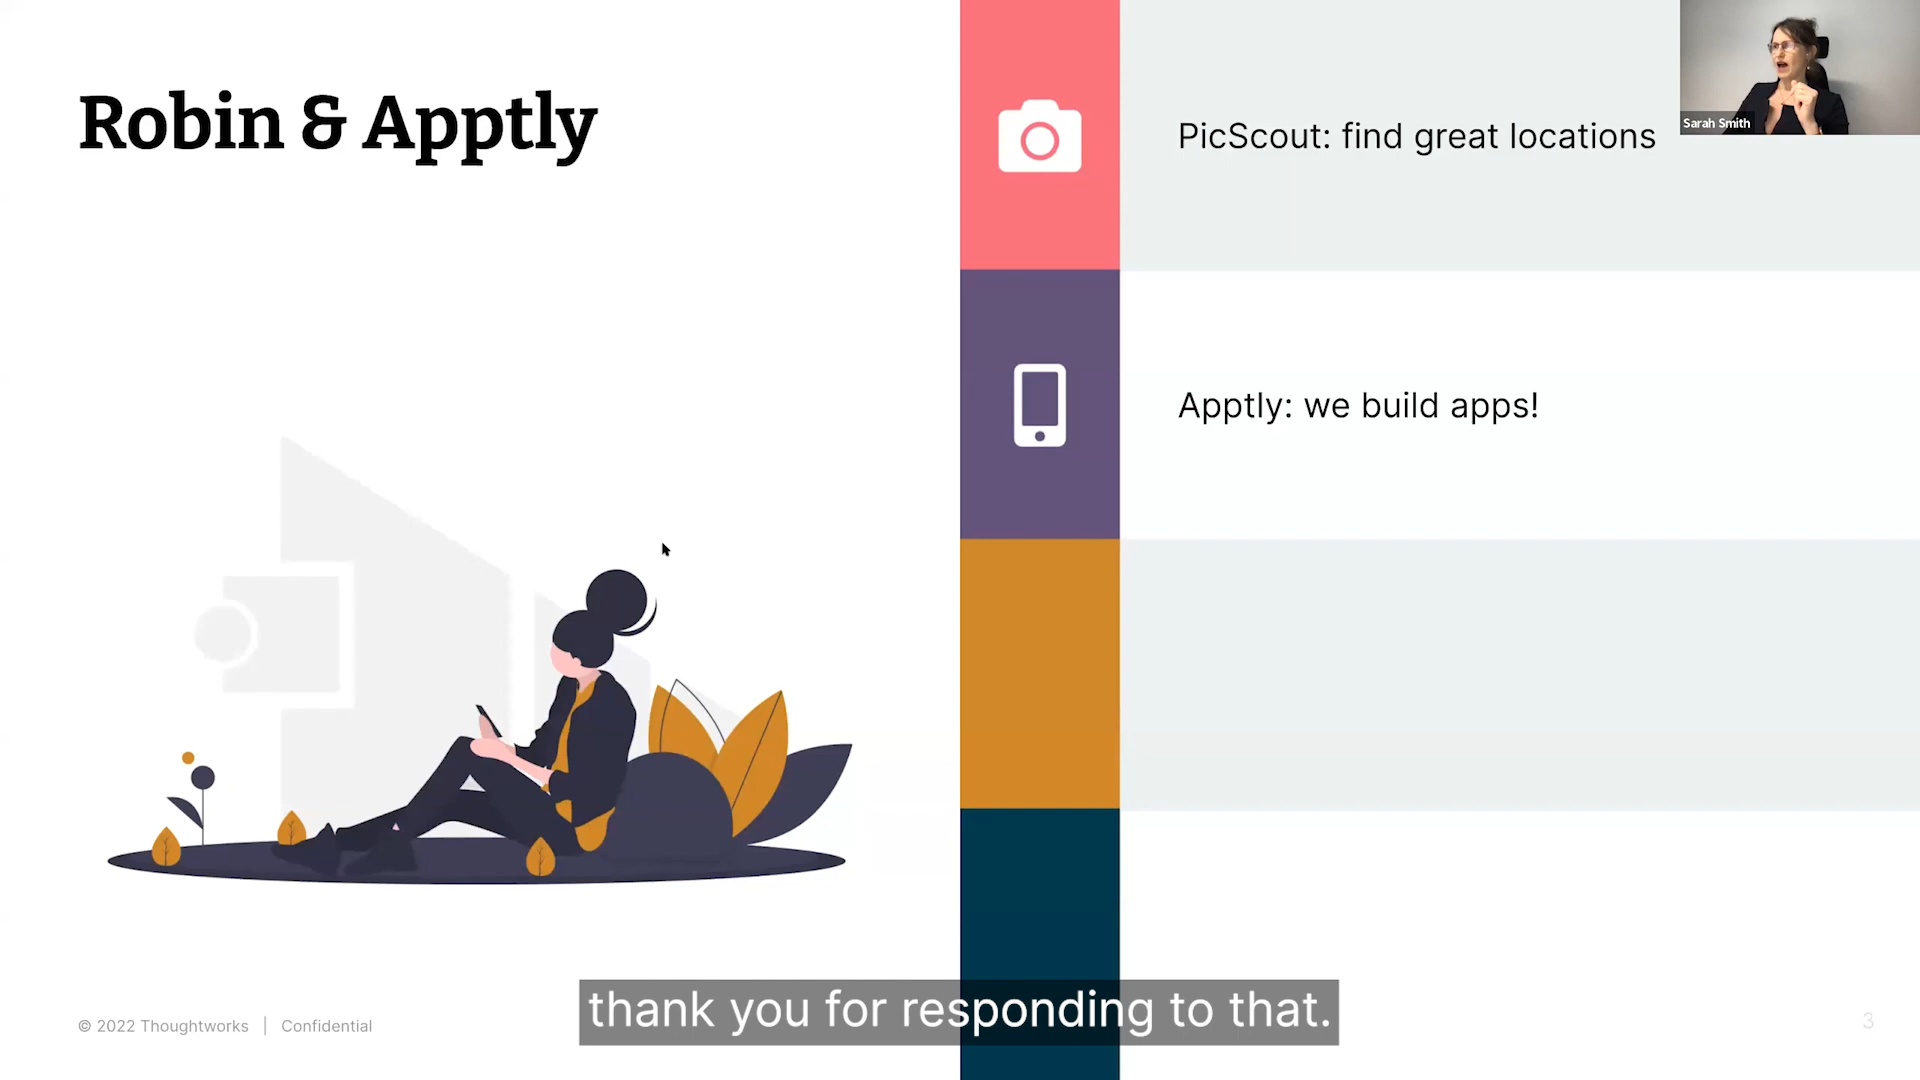 Robin & Apptly
PicScout: find great locations
Sarah Smith
Apptly: we build apps!
thank you for responding to that.
© 2022 Thoughtworks | Confidential
3